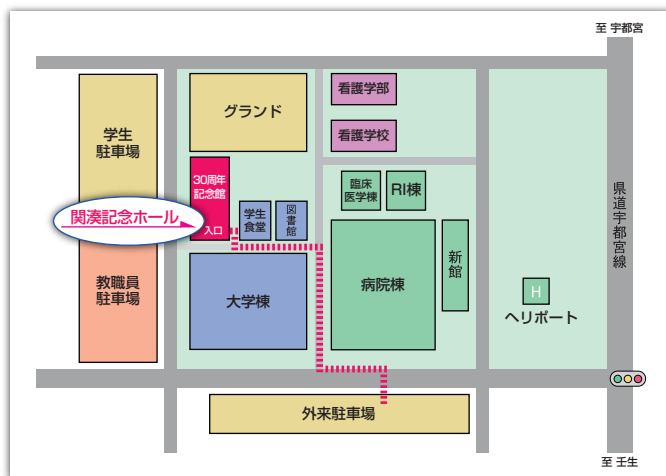 至 宇都宮
学生
駐車場
グランド
看護学部
看護学校
30周年
記念館
入口
関湊記念ホール
学生
食堂
図書館
臨床
医学棟
RI棟
県道宇都宮線
教職員
駐車場
大学棟
病院棟
新館
H
ヘリポート
外来駐車場
至 壬生